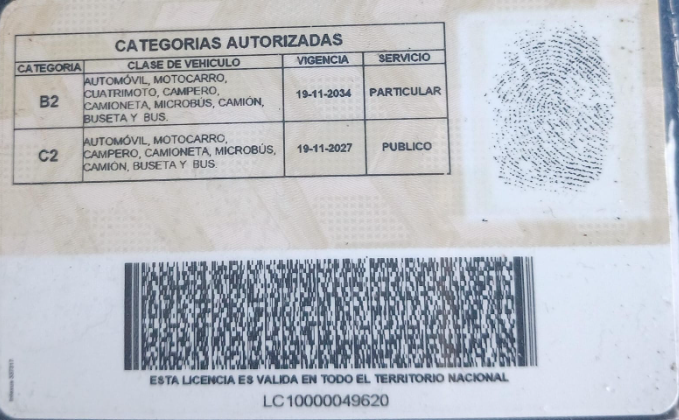 CATEGORIAS AUTORIZADAS
CATEGORIA CLASE DE VEHICULO VIGENCIA SERVICIO
B2 AUTOMÓVIL, MOTOCARRO, CUATRIMOTO, CAMPERO, CAMIONETA, MICROBÚS, CAMIÓN, BUSETA Y BUS. 19-11-2034 PARTICULAR
C2 AUTOMÓVIL, MOTOCARRO, CAMPERO, CAMIONETA, MICROBÚS, CAMIÓN, BUSETA Y BUS. 19-11-2027 PUBLICO
ESTA LICENCIA ES VALIDA EN TODO EL TERRITORIO NACIONAL
LC10000049620